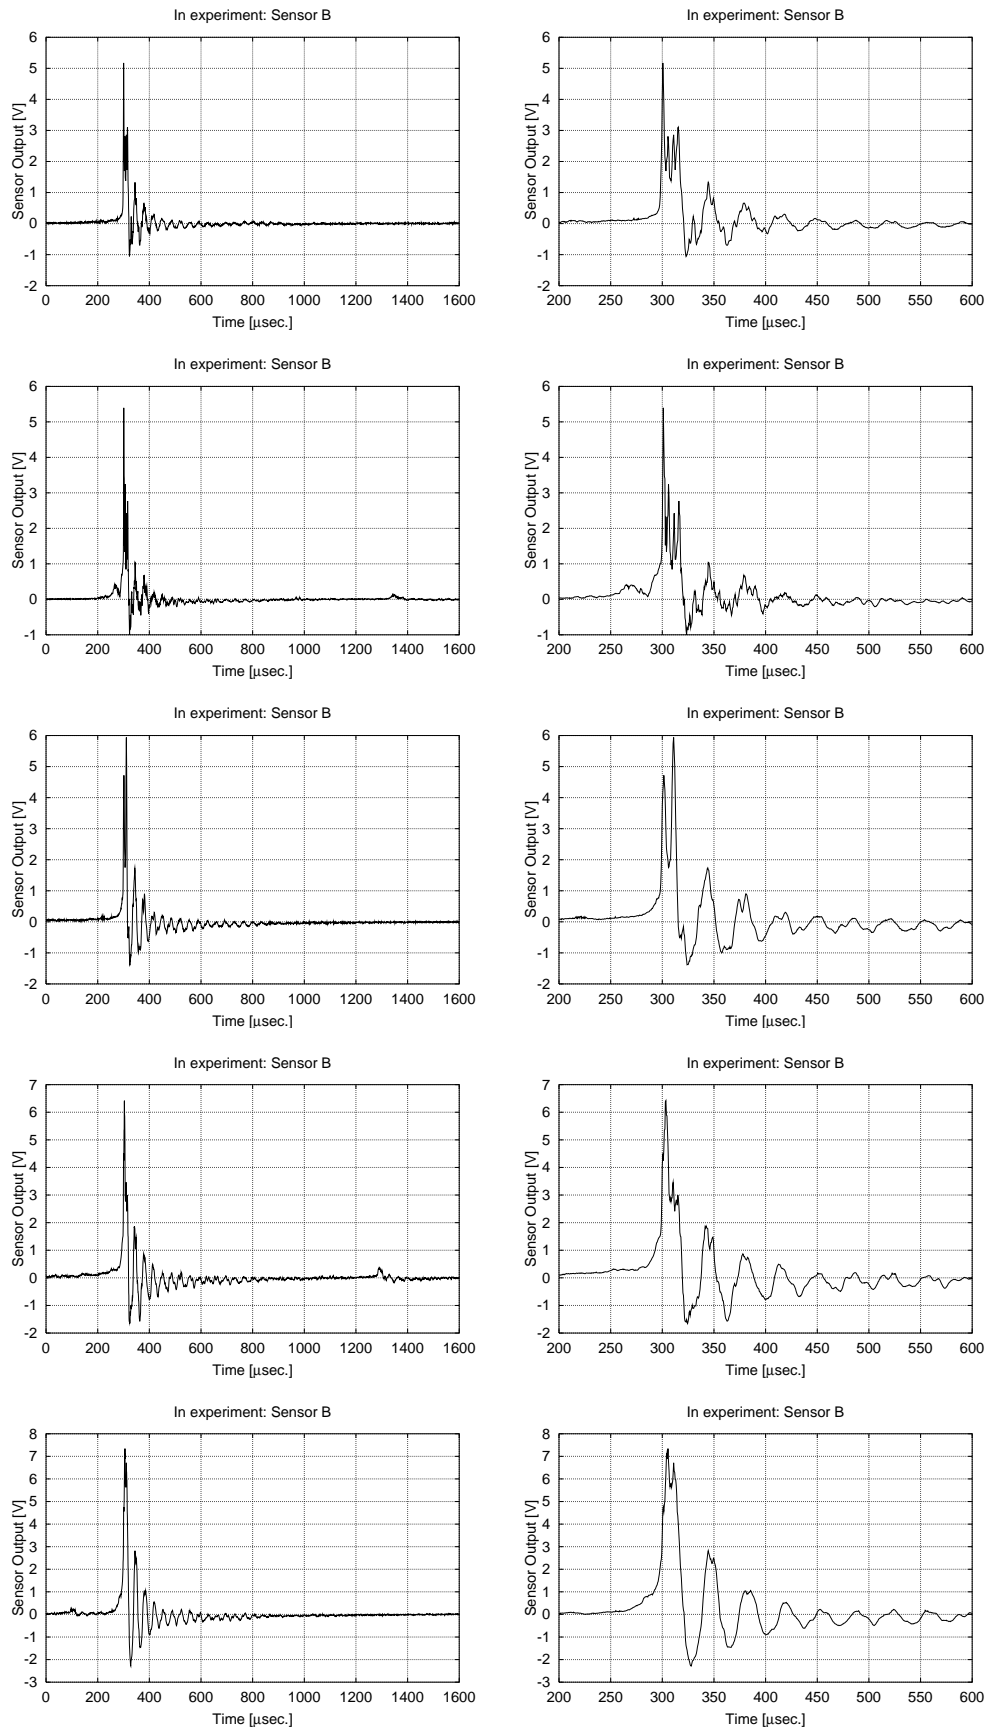 In experiment: Sensor B
Sensor Output [V]
6
5
4
3
2
1
0
-1
-2
0 200 400 600 800 1000 1200 1400 1600
Time [μsec.]
In experiment: Sensor B
Sensor Output [V]
6
5
4
3
2
1
0
-1
-2
200 250 300 350 400 450 500 550 600
Time [μsec.]
In experiment: Sensor B
Sensor Output [V]
6
5
4
3
2
1
0
-1
0 200 400 600 800 1000 1200 1400 1600
Time [μsec.]
In experiment: Sensor B
Sensor Output [V]
6
5
4
3
2
1
0
-1
200 250 300 350 400 450 500 550 600
Time [μsec.]
In experiment: Sensor B
Sensor Output [V]
6
5
4
3
2
1
0
-1
-2
0 200 400 600 800 1000 1200 1400 1600
Time [μsec.]
In experiment: Sensor B
Sensor Output [V]
6
5
4
3
2
1
0
-1
-2
200 250 300 350 400 450 500 550 600
Time [μsec.]
In experiment: Sensor B
Sensor Output [V]
7
6
5
4
3
2
1
0
-1
-2
0 200 400 600 800 1000 1200 1400 1600
Time [μsec.]
In experiment: Sensor B
Sensor Output [V]
7
6
5
4
3
2
1
0
-1
-2
200 250 300 350 400 450 500 550 600
Time [μsec.]
In experiment: Sensor B
Sensor Output [V]
8
7
6
5
4
3
2
1
0
-1
-2
-3
0 200 400 600 800 1000 1200 1400 1600
Time [μsec.]
In experiment: Sensor B
Sensor Output [V]
8
7
6
5
4
3
2
1
0
-1
-2
-3
200 250 300 350 400 450 500 550 600
Time [μsec.]